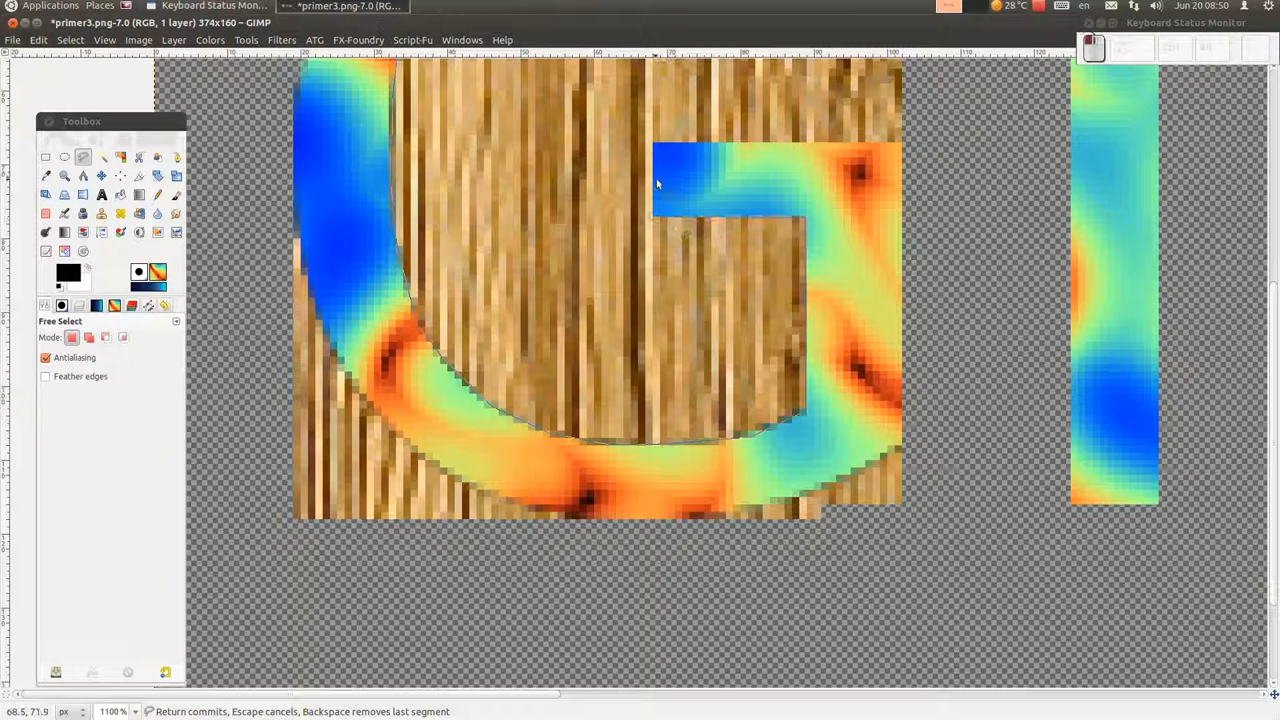 Applications Places Keyboard Status Mon... *primer3.png-7.0 (RG... 28 °C en Jun 20 08:50
*primer3.png-7.0 (RGB, 1 layer) 374x160 – GIMP
Keyboard Status Monitor
File Edit Select View Image Layer Colors Tools Filters ATG FX-Foundry Script-Fu Windows Help
Toolbox
Free Select
Mode:
Antialiasing
Feather edges
68.5, 71.9 px 1100% Return commits, Escape cancels, Backspace removes last segment